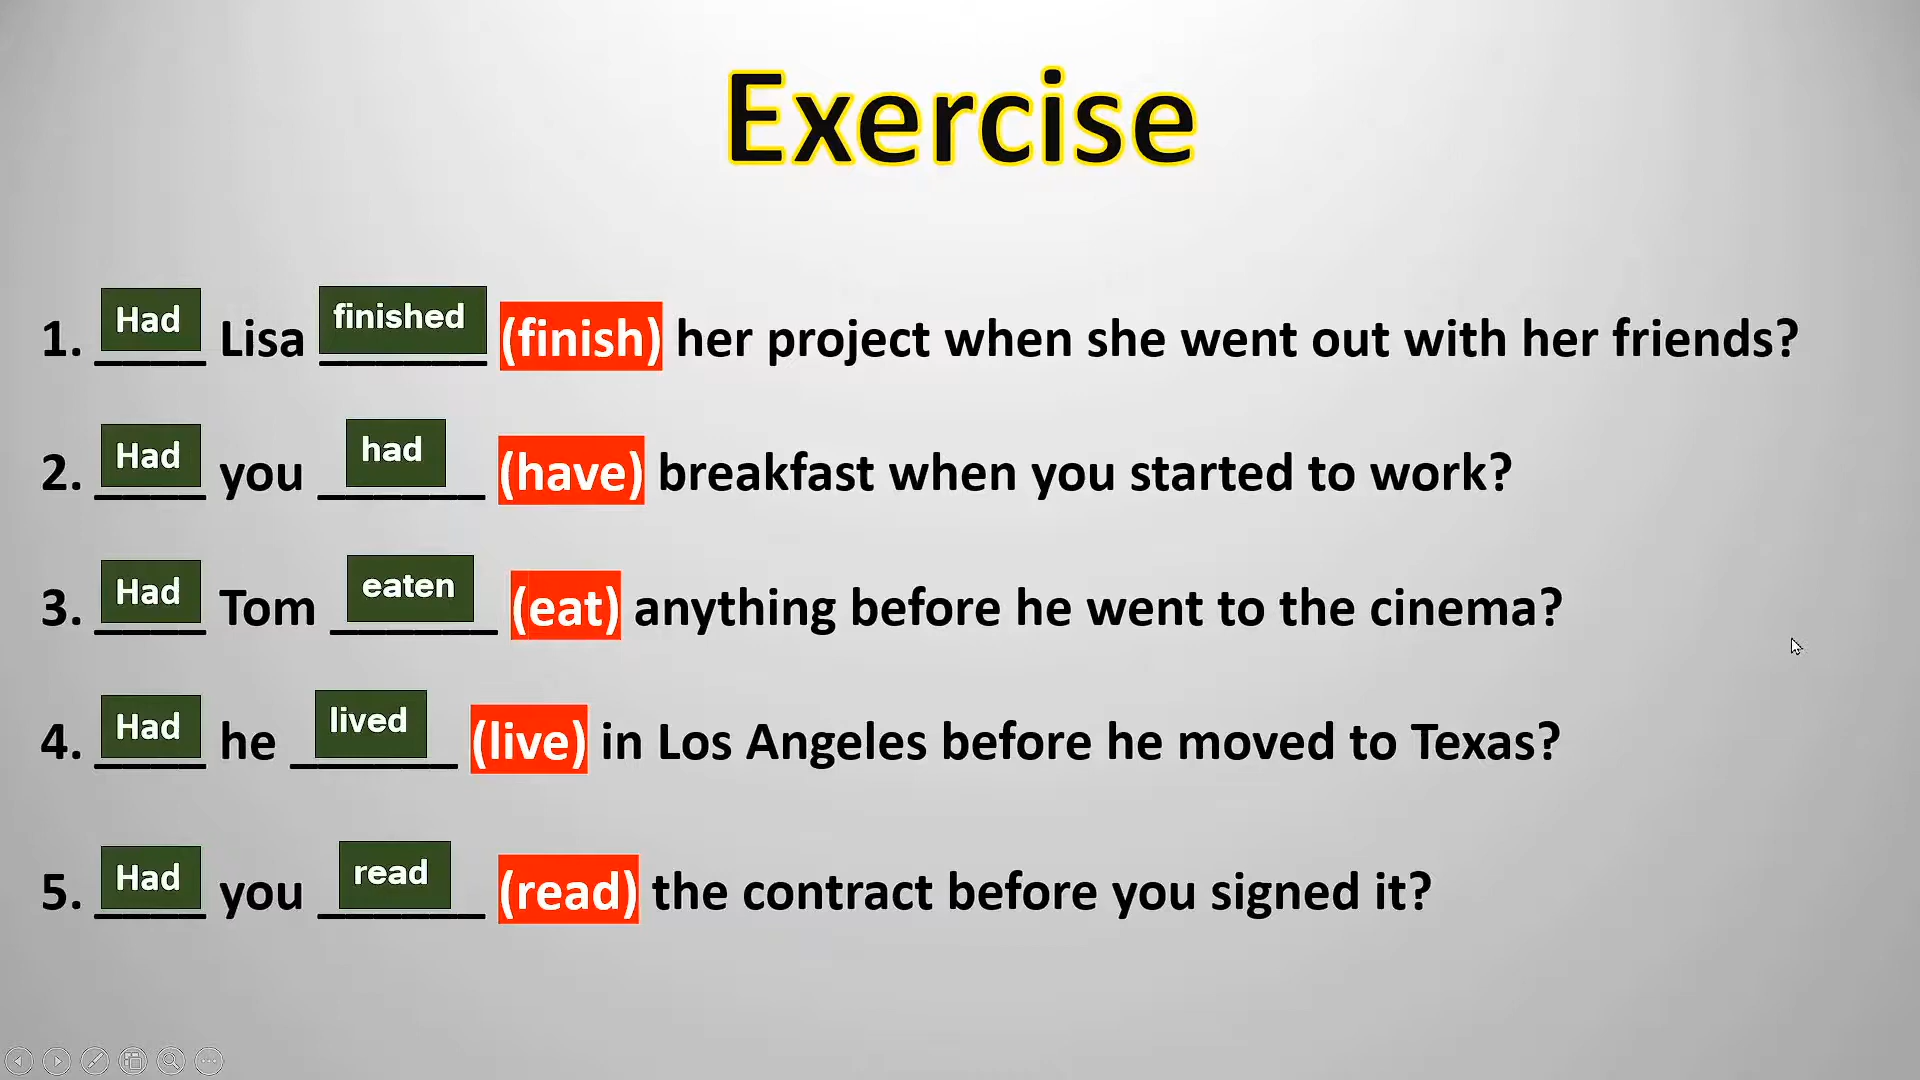 Exercise
1. Had Lisa finished (finish) her project when she went out with her friends?
2. Had you had (have) breakfast when you started to work?
3. Had Tom eaten (eat) anything before he went to the cinema?
4. Had he lived (live) in Los Angeles before he moved to Texas?
5. Had you read (read) the contract before you signed it?